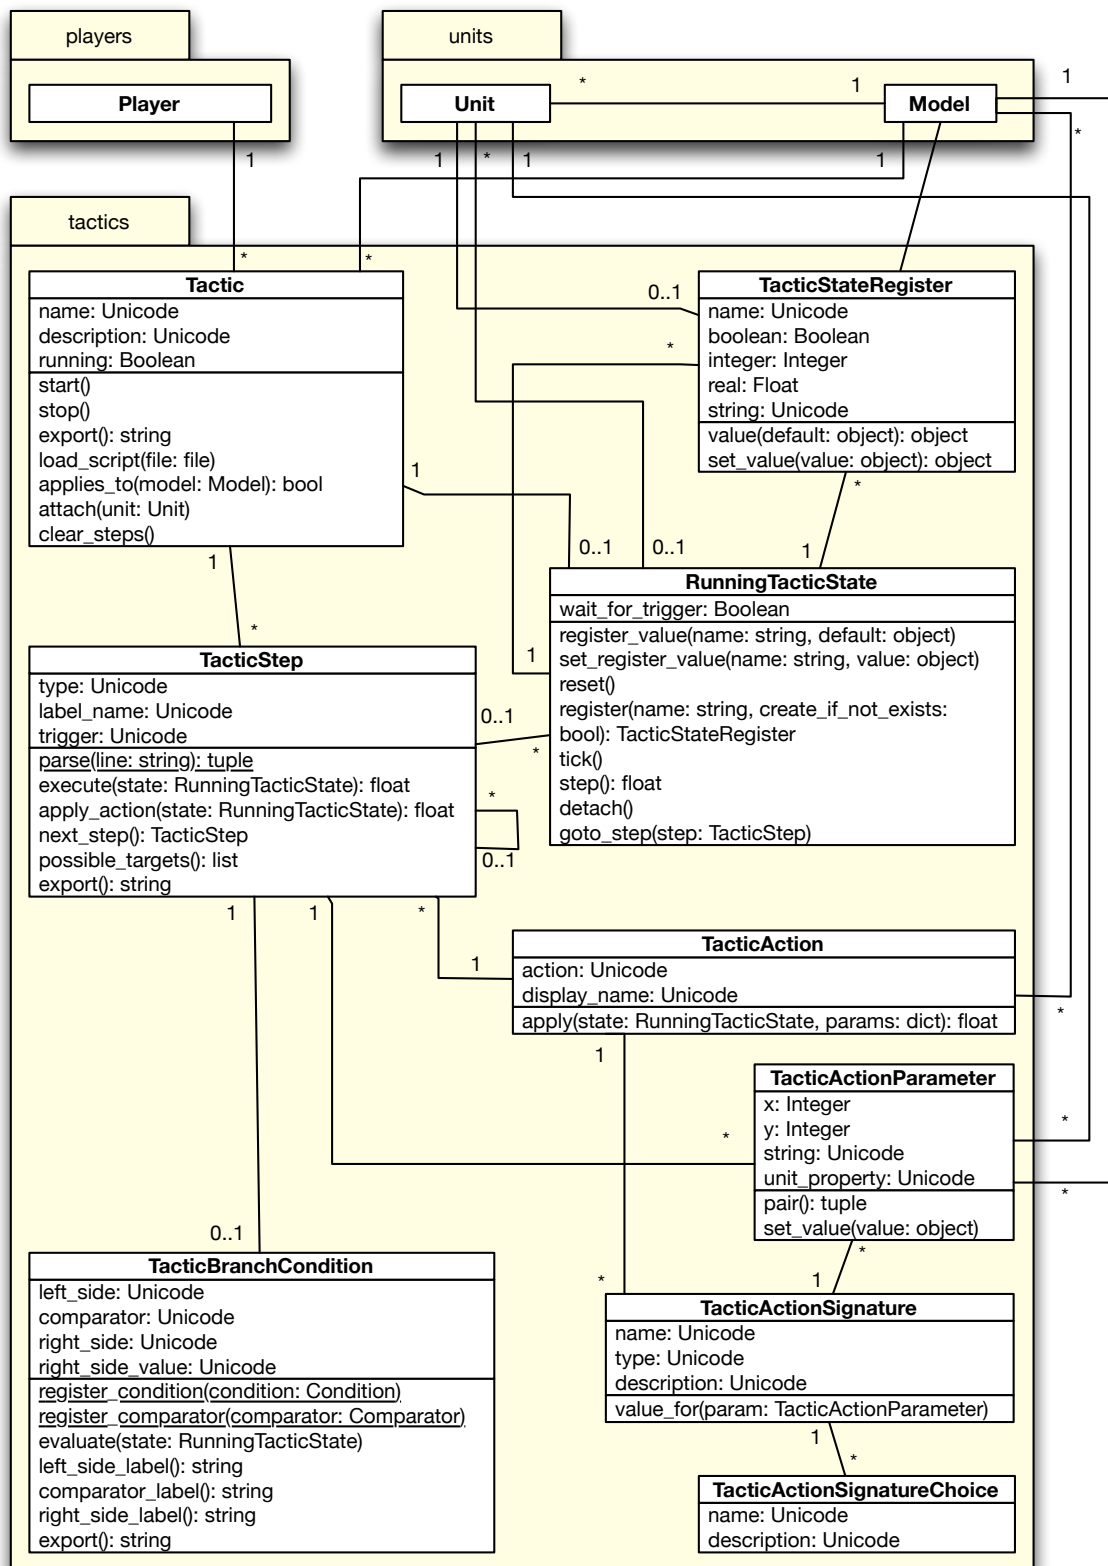 players
units
Player
Unit
*
1
Model
1
*
1
1
*
1
1
tactics
*
*
Tactic
name: Unicode
description: Unicode
running: Boolean
start()
stop()
export(): string
load_script(file: file)
applies_to(model: Model): bool
attach(unit: Unit)
clear_steps()
0..1
*
TacticStateRegister
name: Unicode
boolean: Boolean
integer: Integer
real: Float
string: Unicode
value(default: object): object
set_value(value: object): object
1
*
1
0..1
0..1
1
*
RunningTacticState
wait_for_trigger: Boolean
register_value(name: string, default: object)
set_register_value(name: string, value: object)
reset()
register(name: string, create_if_not_exists:
bool): TacticStateRegister
tick()
step(): float
detach()
goto_step(step: TacticStep)
1
TacticStep
type: Unicode
label_name: Unicode
trigger: Unicode
parse(line: string): tuple
execute(state: RunningTacticState): float
apply_action(state: RunningTacticState): float
next_step(): TacticStep
possible_targets(): list
export(): string
0..1
*
*
0..1
1
1
*
1
TacticAction
action: Unicode
display_name: Unicode
apply(state: RunningTacticState, params: dict): float
*
1
TacticActionParameter
x: Integer
y: Integer
string: Unicode
unit_property: Unicode
pair(): tuple
set_value(value: object)
*
*
*
0..1
TacticBranchCondition
left_side: Unicode
comparator: Unicode
right_side: Unicode
right_side_value: Unicode
register_condition(condition: Condition)
register_comparator(comparator: Comparator)
evaluate(state: RunningTacticState)
left_side_label(): string
comparator_label(): string
right_side_label(): string
export(): string
*
1
*
TacticActionSignature
name: Unicode
type: Unicode
description: Unicode
value_for(param: TacticActionParameter)
1
*
TacticActionSignatureChoice
name: Unicode
description: Unicode